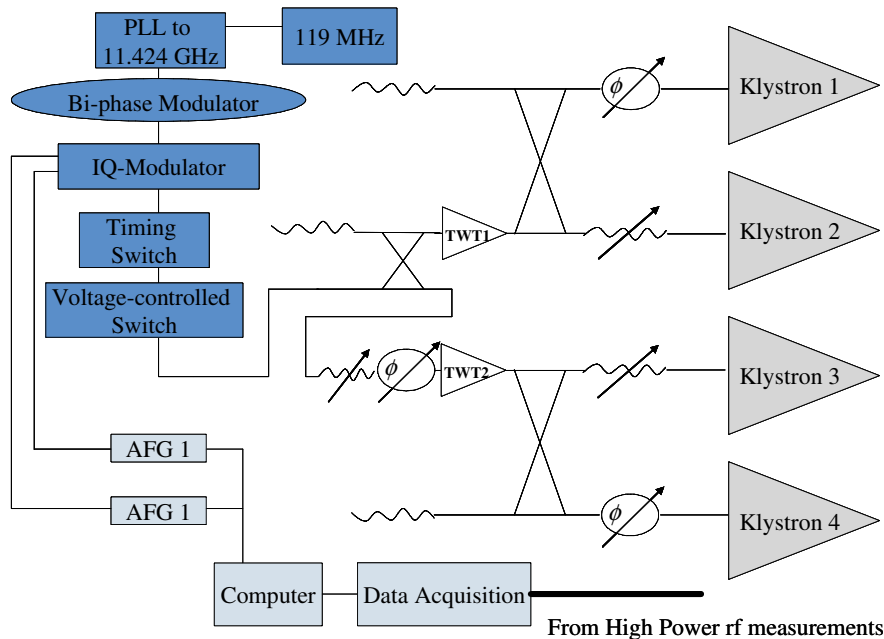 PLL to
11.424 GHz
119 MHz
Bi-phase Modulator
IQ-Modulator
Timing
Switch
Voltage-controlled
Switch
ϕ
Klystron 1
TWT1
Klystron 2
ϕ
TWT2
Klystron 3
ϕ
Klystron 4
AFG 1
AFG 1
Computer
Data Acquisition
From High Power rf measurements